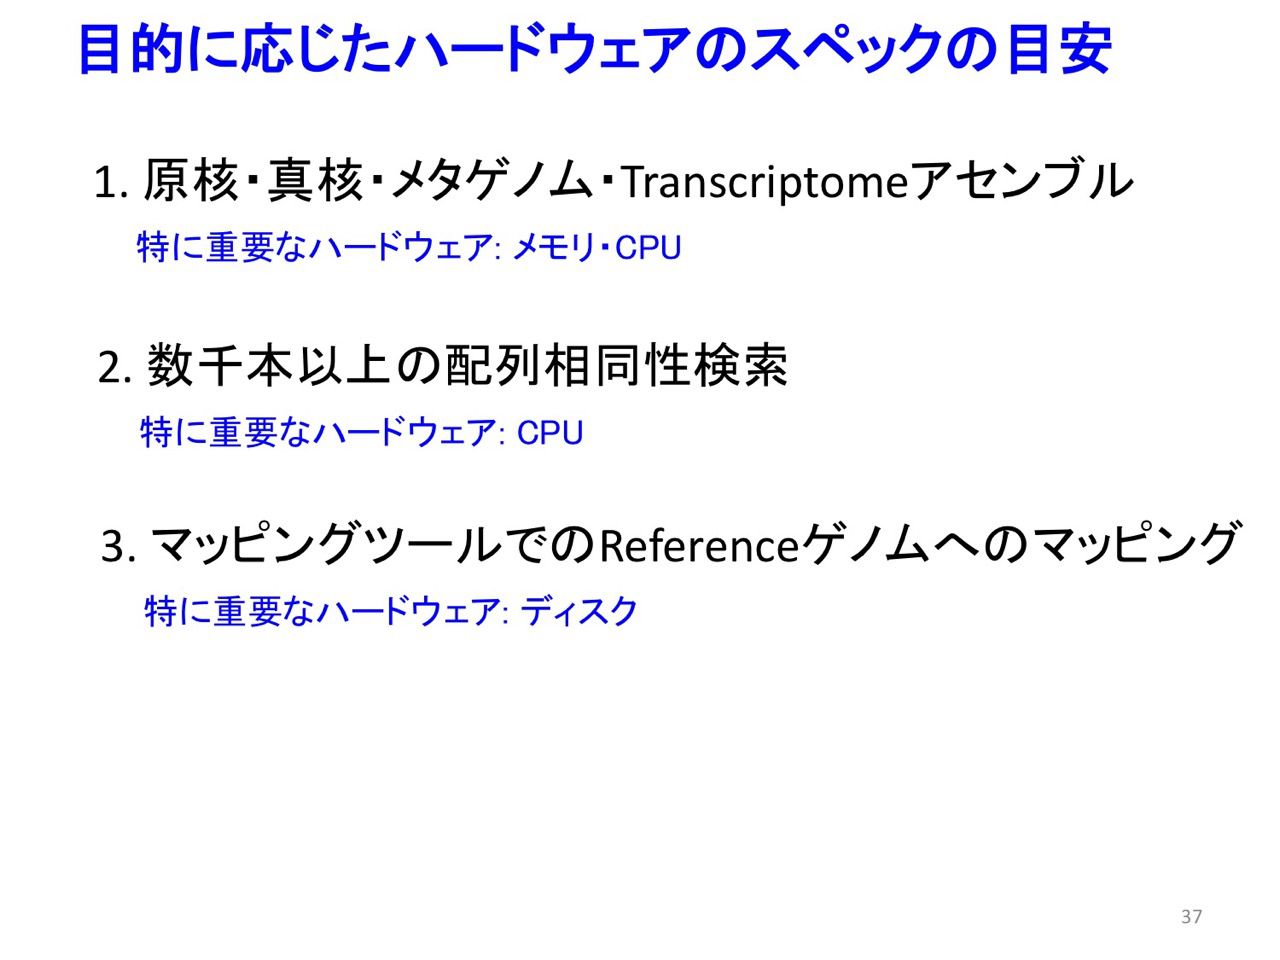 目的に応じたハードウェアのスペックの目安
1. 原核・真核・メタゲノム・Transcriptomeアセンブル
特に重要なハードウェア: メモリ・CPU
2. 数千本以上の配列相同性検索
特に重要なハードウェア: CPU
3. マッピングツールでのReferenceゲノムへのマッピング
特に重要なハードウェア: ディスク
37